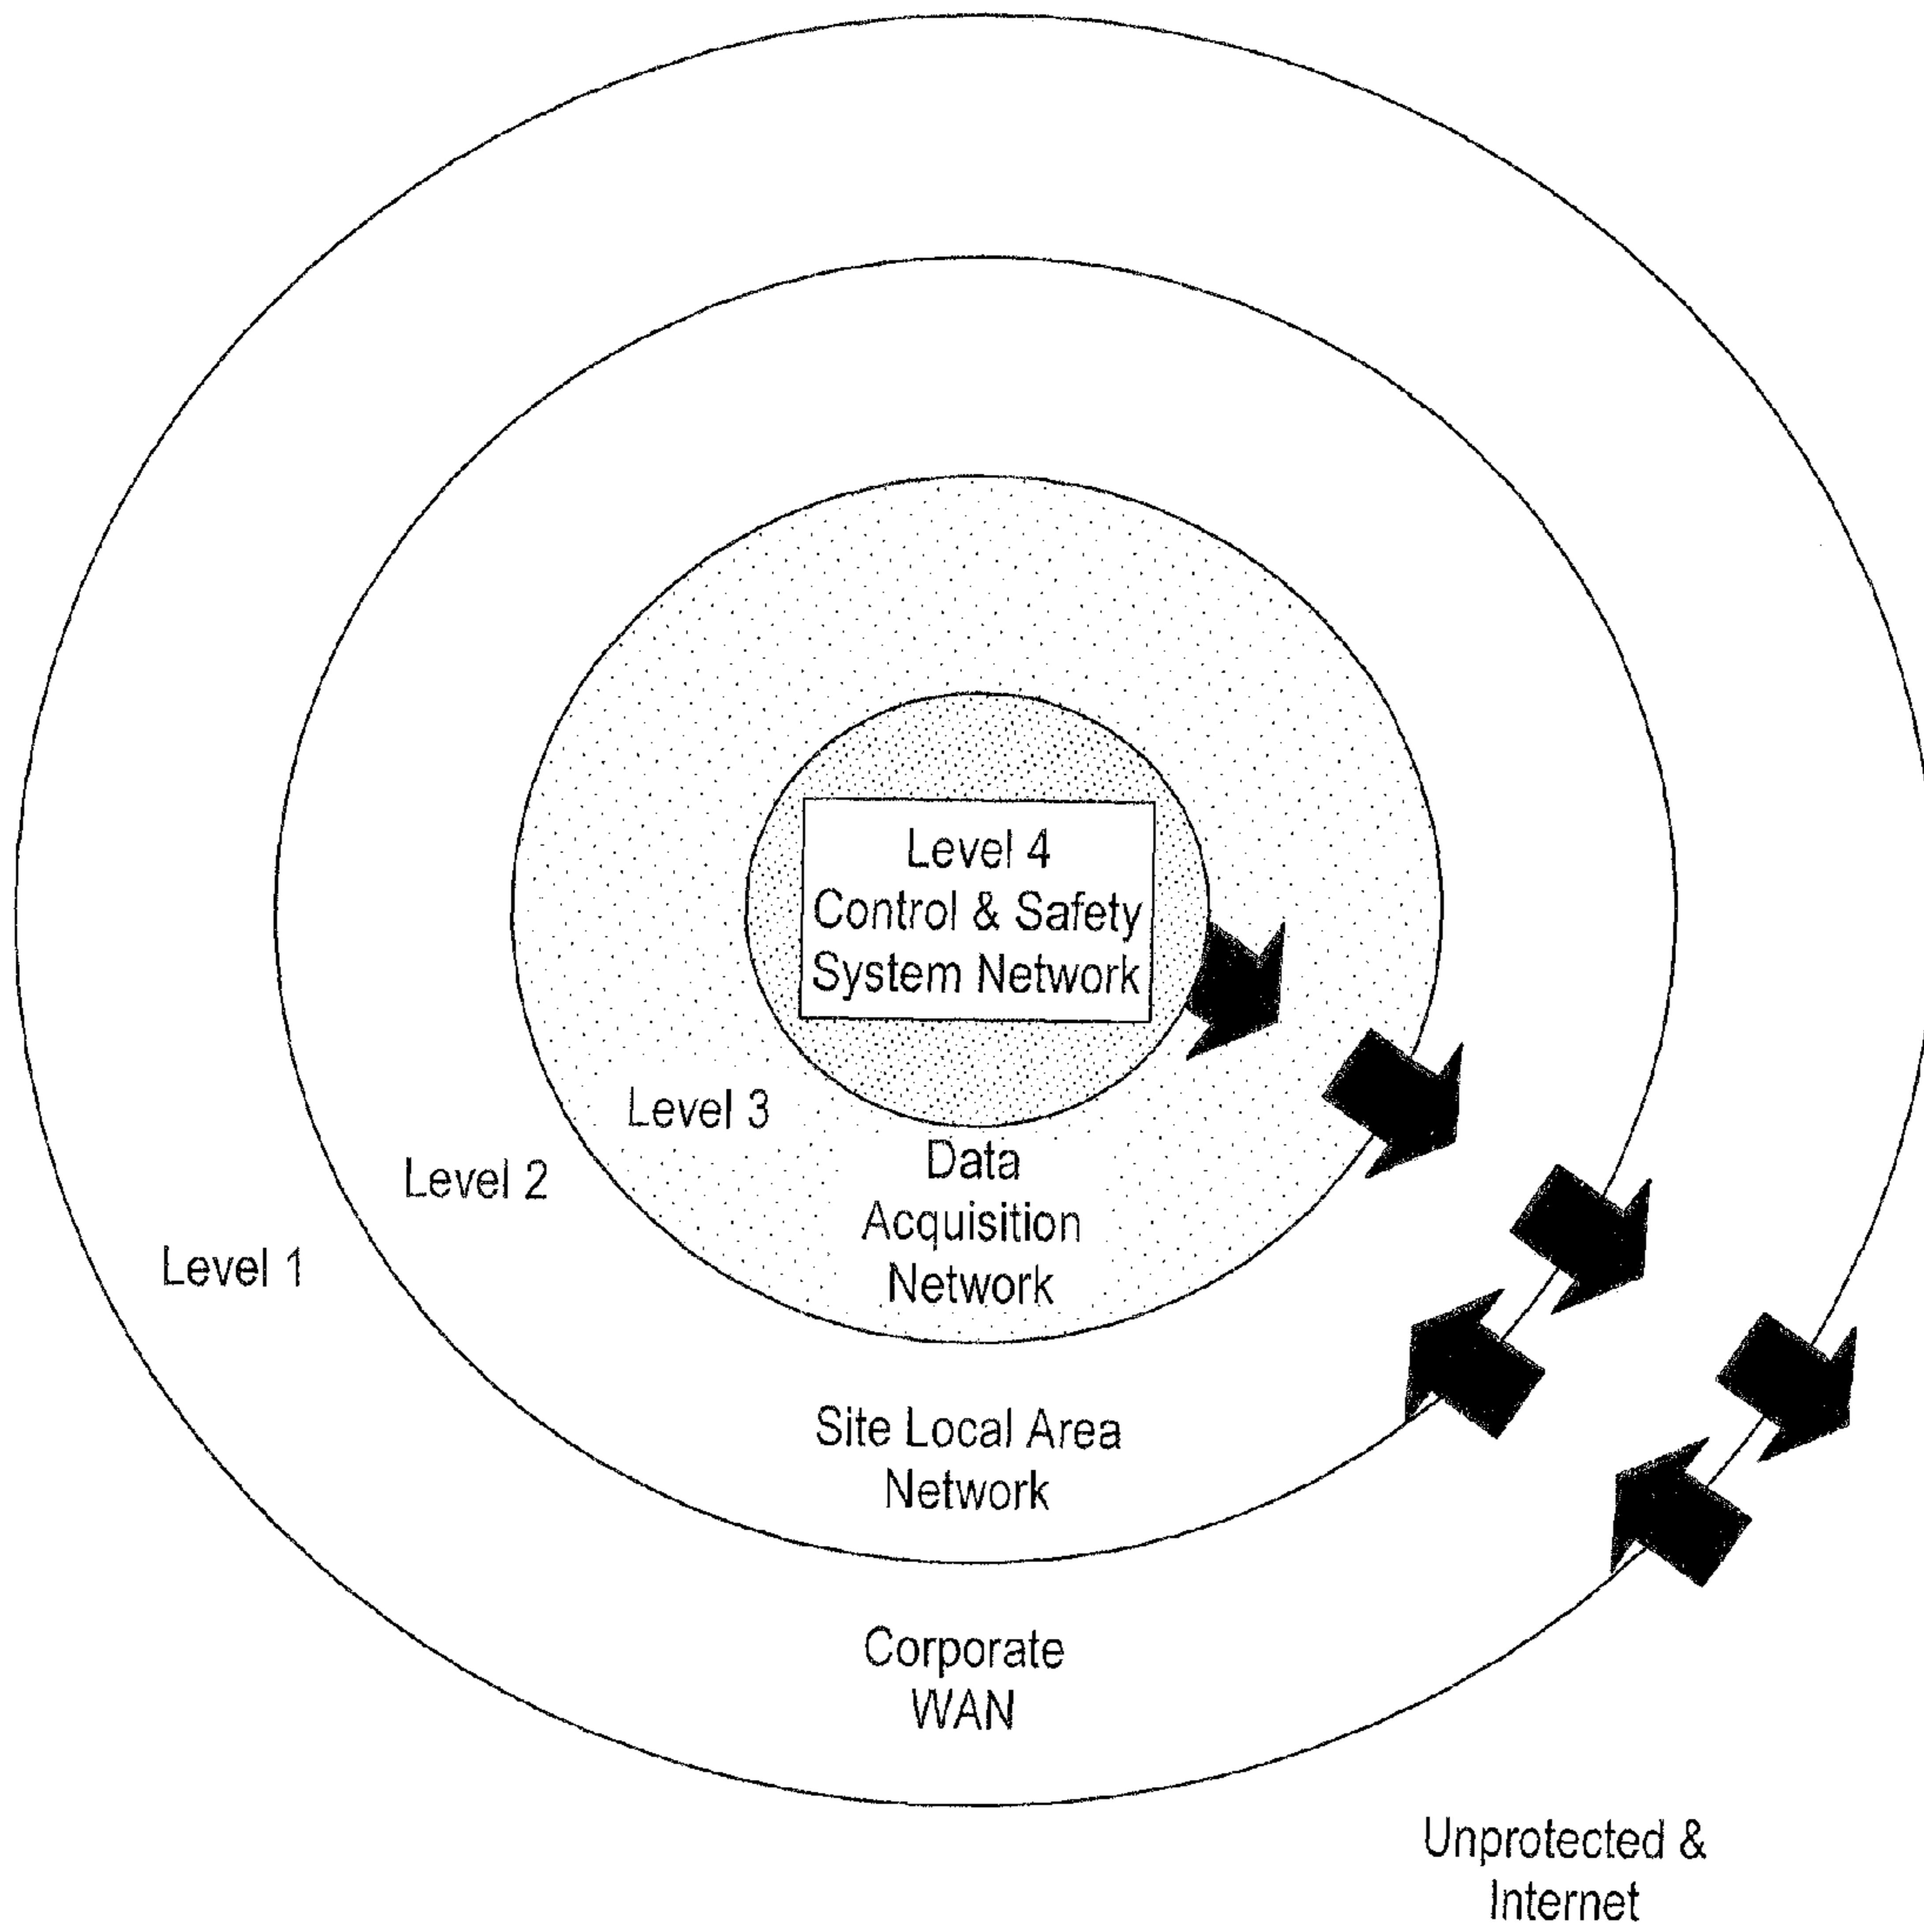 Level 4
Control & Safety
System Network
Level 3
Data
Acquisition
Network
Level 2
Site Local Area
Network
Level 1
Corporate
WAN
Unprotected &
Internet